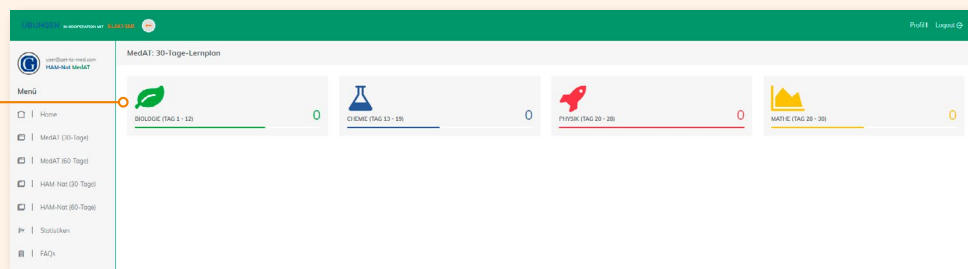 ÜBUNGEN IN KOOPERATION MIT
Profil Logout
user@get-to-med.com
HAM-Nat MedAT
MedAT: 30-Tage-Lernplan
Menü
Home
MedAT (30-Tage)
MedAT (60 Tage)
HAM-Nat (30 Tage)
HAM-Nat (60-Tage)
Statistiken
FAQs
0
BIOLOGIE (TAG 1 - 12)
0
CHEMIE (TAG 13 - 19)
0
PHYSIK (TAG 20 - 28)
0
MATHE (TAG 28 - 30)